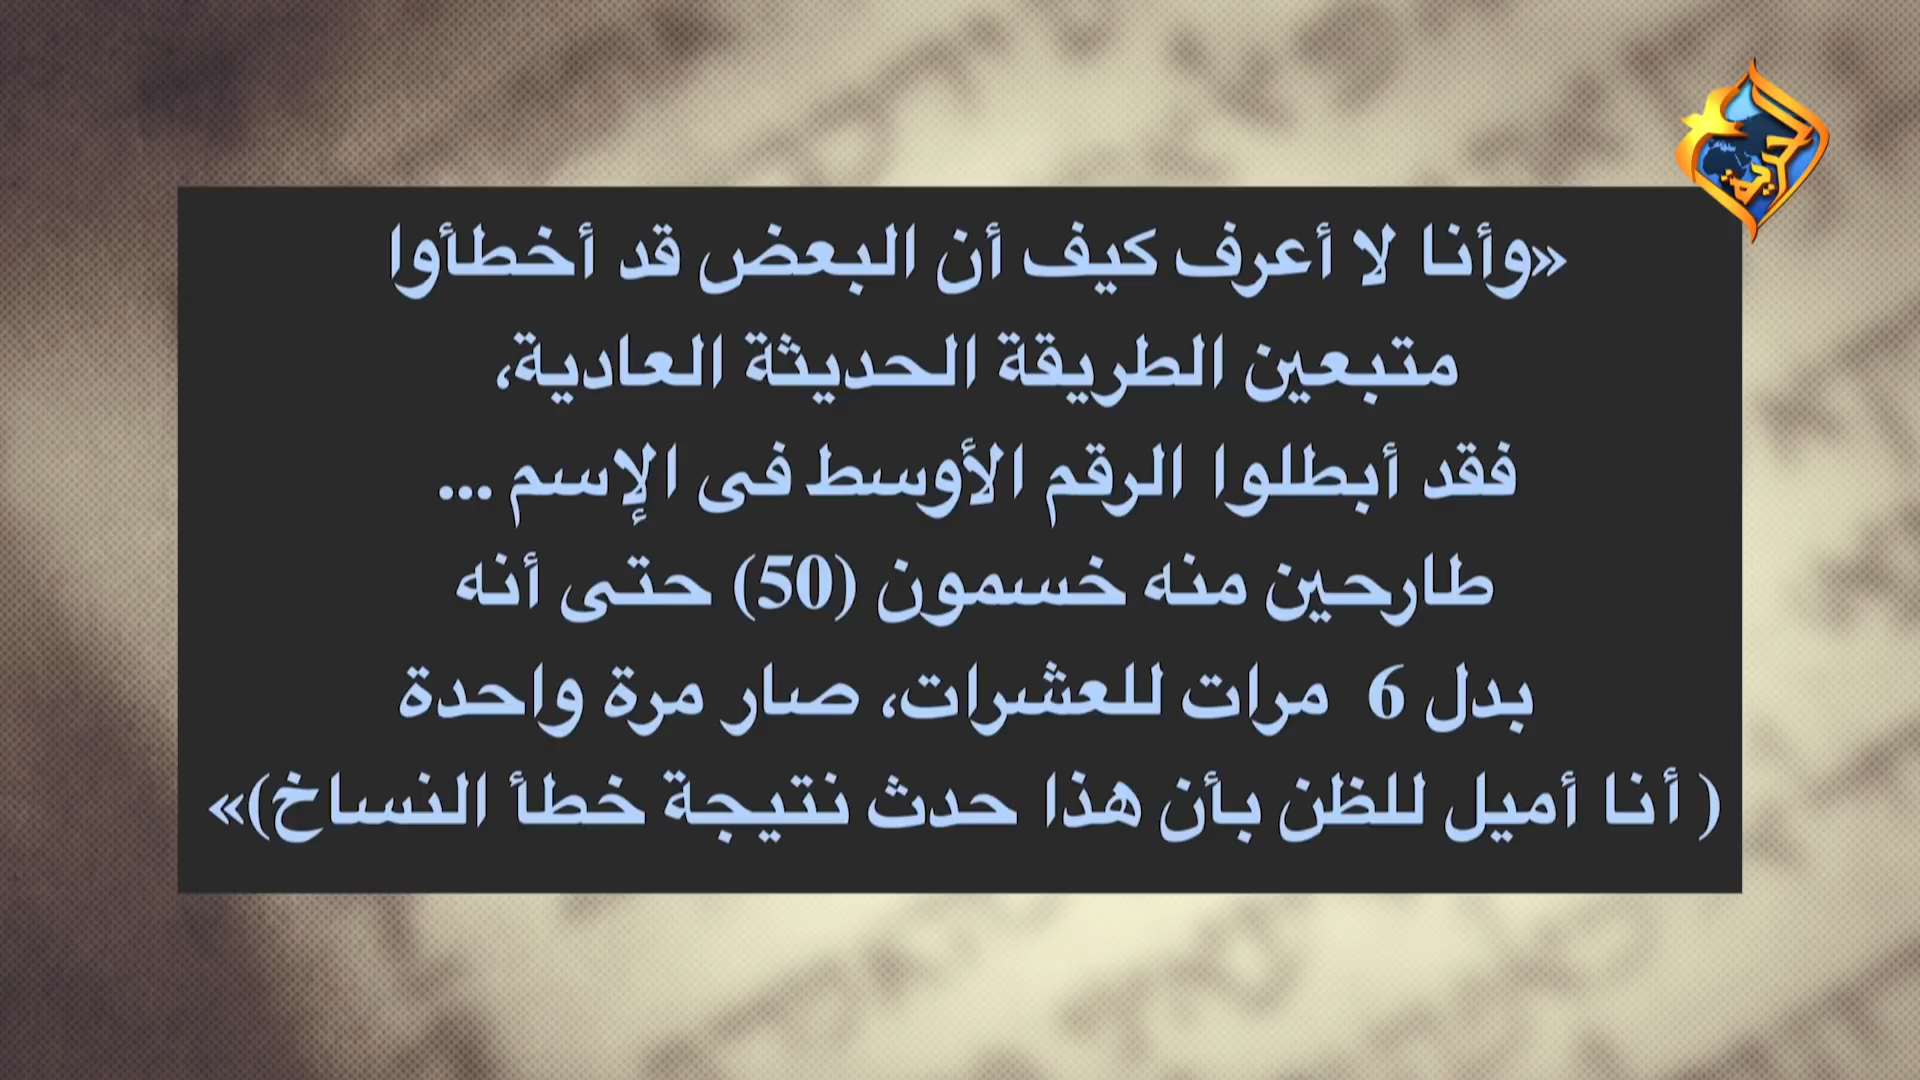 الحرية
«وأنا لا أعرف كيف أن البعض قد أخطأوا
متبعين الطريقة الحديثة العادية،
فقد أبطلوا الرقم الأوسط فى الإسم ...
طارحين منه خسمون (50) حتى أنه
بدل 6 مرات للعشرات، صار مرة واحدة
( أنا أميل للظن بأن هذا حدث نتيجة خطأ النساخ)»